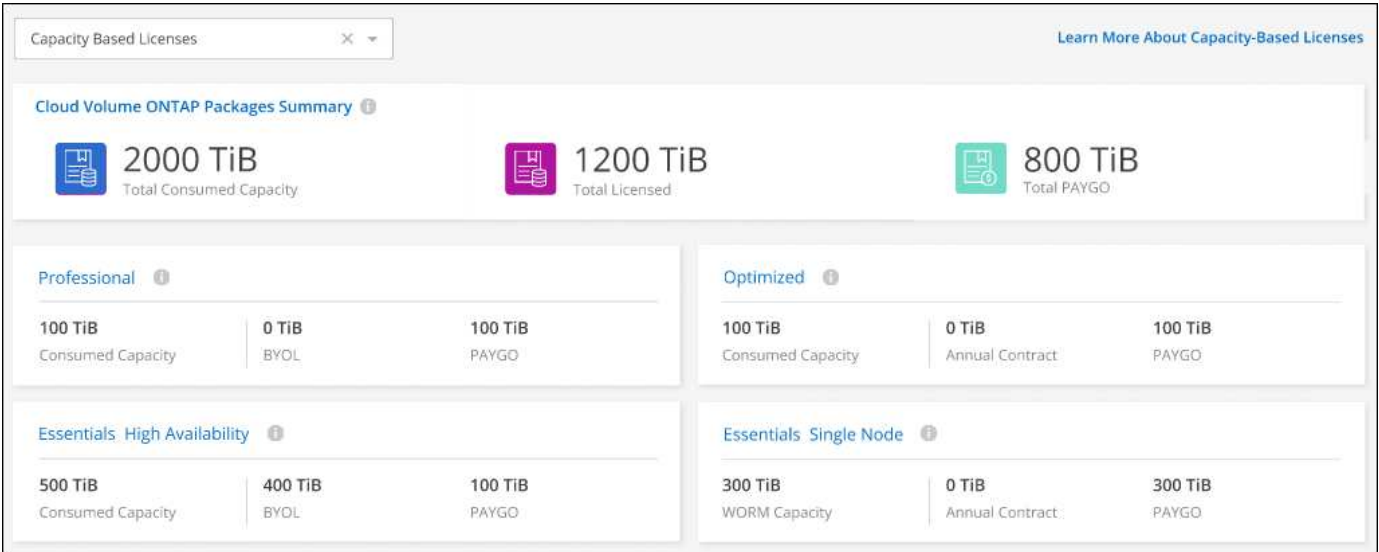 Capacity Based Licenses
Learn More About Capacity-Based Licenses
Cloud Volume ONTAP Packages Summary
2000 TiB
Total Consumed Capacity
1200 TiB
Total Licensed
800 TiB
Total PAYGO
Professional
100 TiB 0 TiB 100 TiB
Consumed Capacity BYOL PAYGO
Optimized
100 TiB 0 TiB 100 TiB
Consumed Capacity Annual Contract PAYGO
Essentials High Availability
500 TiB 400 TiB 100 TiB
Consumed Capacity BYOL PAYGO
Essentials Single Node
300 TiB 0 TiB 300 TiB
WORM Capacity Annual Contract PAYGO